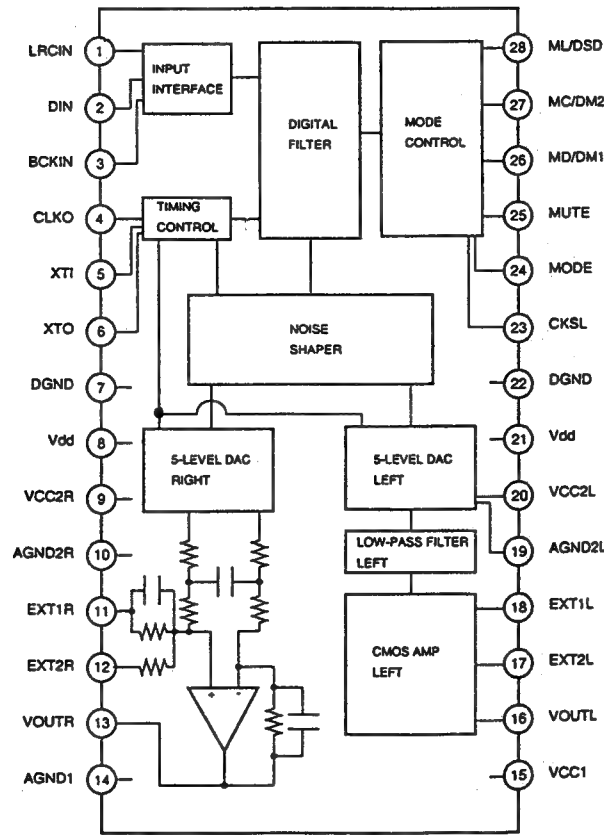 LRCIN 1
DIN 2
BCKIN 3
CLKO 4
XTI 5
XTO 6
DGND 7
Vdd 8
VCC2R 9
AGND2R 10
EXT1R 11
EXT2R 12
VOUTR 13
AGND1 14
INPUT
INTERFACE
TIMING
CONTROL
DIGITAL
FILTER
MODE
CONTROL
NOISE
SHAPER
5-LEVEL DAC
RIGHT
5-LEVEL DAC
LEFT
LOW-PASS FILTER
LEFT
CMOS AMP
LEFT
+ -
28 ML/DSD
27 MC/DM2
26 MD/DM1
25 MUTE
24 MODE
23 CKSL
22 DGND
21 Vdd
20 VCC2L
19 AGND2L
18 EXT1L
17 EXT2L
16 VOUTL
15 VCC1